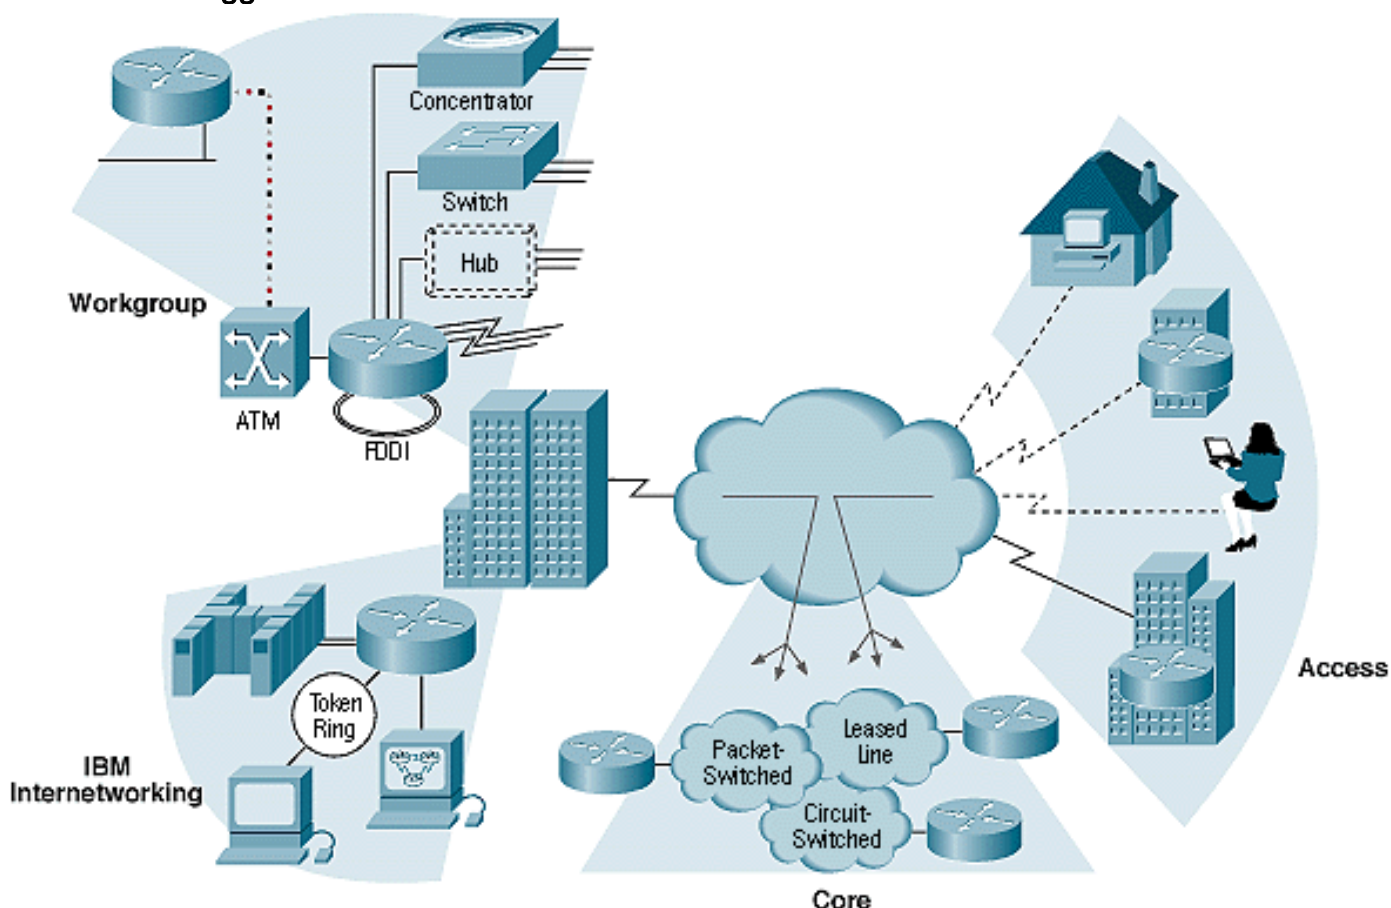 Concentrator
Switch
Hub
Workgroup
ATM
FDDI
Token
Ring
IBM
Internetworking
Packet-
Switched
Leased
Line
Circuit-
Switched
Core
Access